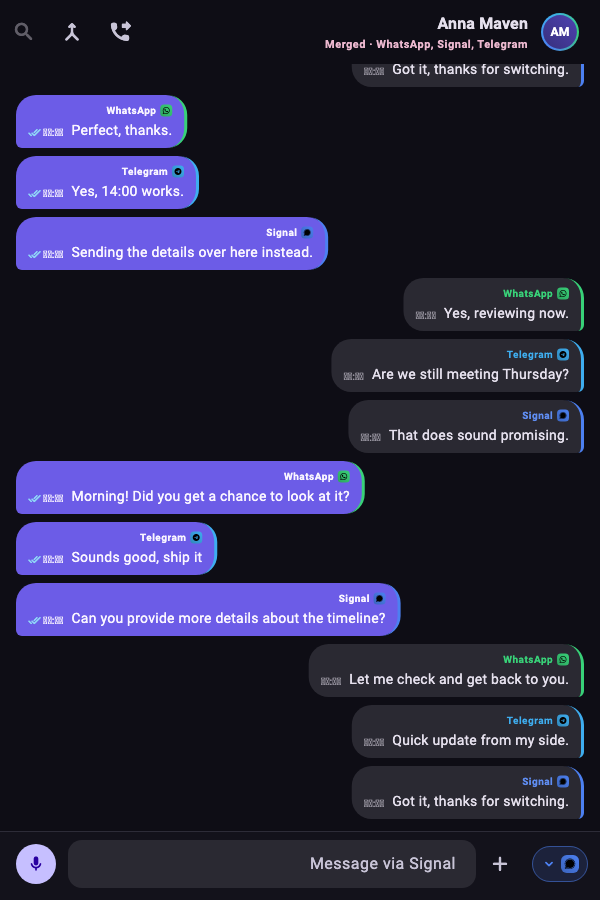 Anna Maven
Merged · WhatsApp, Signal, Telegram
AM
Got it, thanks for switching.
WhatsApp
Perfect, thanks.
Telegram
Yes, 14:00 works.
Signal
Sending the details over here instead.
WhatsApp
Yes, reviewing now.
Telegram
Are we still meeting Thursday?
Signal
That does sound promising.
WhatsApp
Morning! Did you get a chance to look at it?
Telegram
Sounds good, ship it
Signal
Can you provide more details about the timeline?
WhatsApp
Let me check and get back to you.
Telegram
Quick update from my side.
Signal
Got it, thanks for switching.
Message via Signal